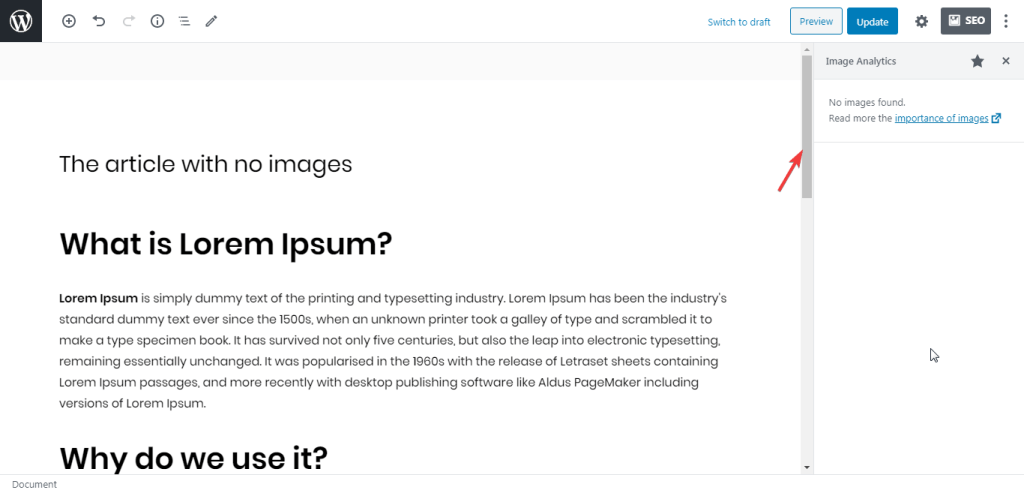 Switch to draft
Preview
Update
SEO
Image Analytics
No images found.
Read more the importance of images
The article with no images
What is Lorem Ipsum?
Lorem Ipsum is simply dummy text of the printing and typesetting industry. Lorem Ipsum has been the industry's
standard dummy text ever since the 1500s, when an unknown printer took a galley of type and scrambled it to
make a type specimen book. It has survived not only five centuries, but also the leap into electronic typesetting,
remaining essentially unchanged. It was popularised in the 1960s with the release of Letraset sheets containing
Lorem Ipsum passages, and more recently with desktop publishing software like Aldus PageMaker including
versions of Lorem Ipsum.
Why do we use it?
Document